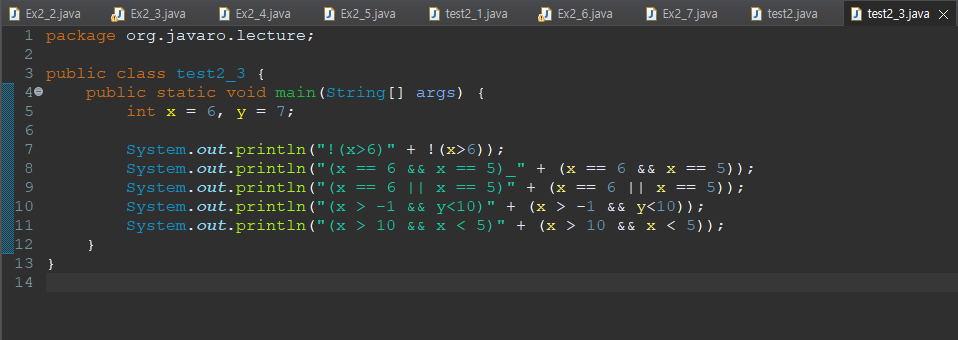 Ex2_2.java Ex2_3.java Ex2_4.java Ex2_5.java test2_1.java Ex2_6.java Ex2_7.java test2.java test2_3.java
1 package org.javaro.lecture;
2
3 public class test2_3 {
4 public static void main(String[] args) {
5 int x = 6, y = 7;
6
7 System.out.println("!(x>6)" + !(x>6));
8 System.out.println("(x == 6 && x == 5)_" + (x == 6 && x == 5));
9 System.out.println("(x == 6 || x == 5)" + (x == 6 || x == 5));
10 System.out.println("(x > -1 && y<10)" + (x > -1 && y<10));
11 System.out.println("(x > 10 && x < 5)" + (x > 10 && x < 5));
12 }
13 }
14